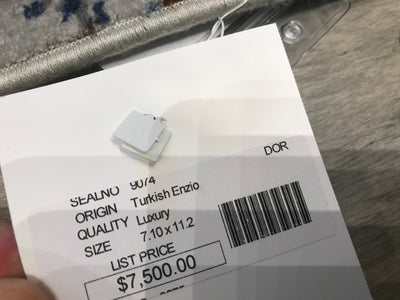 DOR
SEALNO 9074
ORIGIN Turkish Enzio
QUALITY Luxury
SIZE 7.10 x 11.2
LIST PRICE
$7,500.00